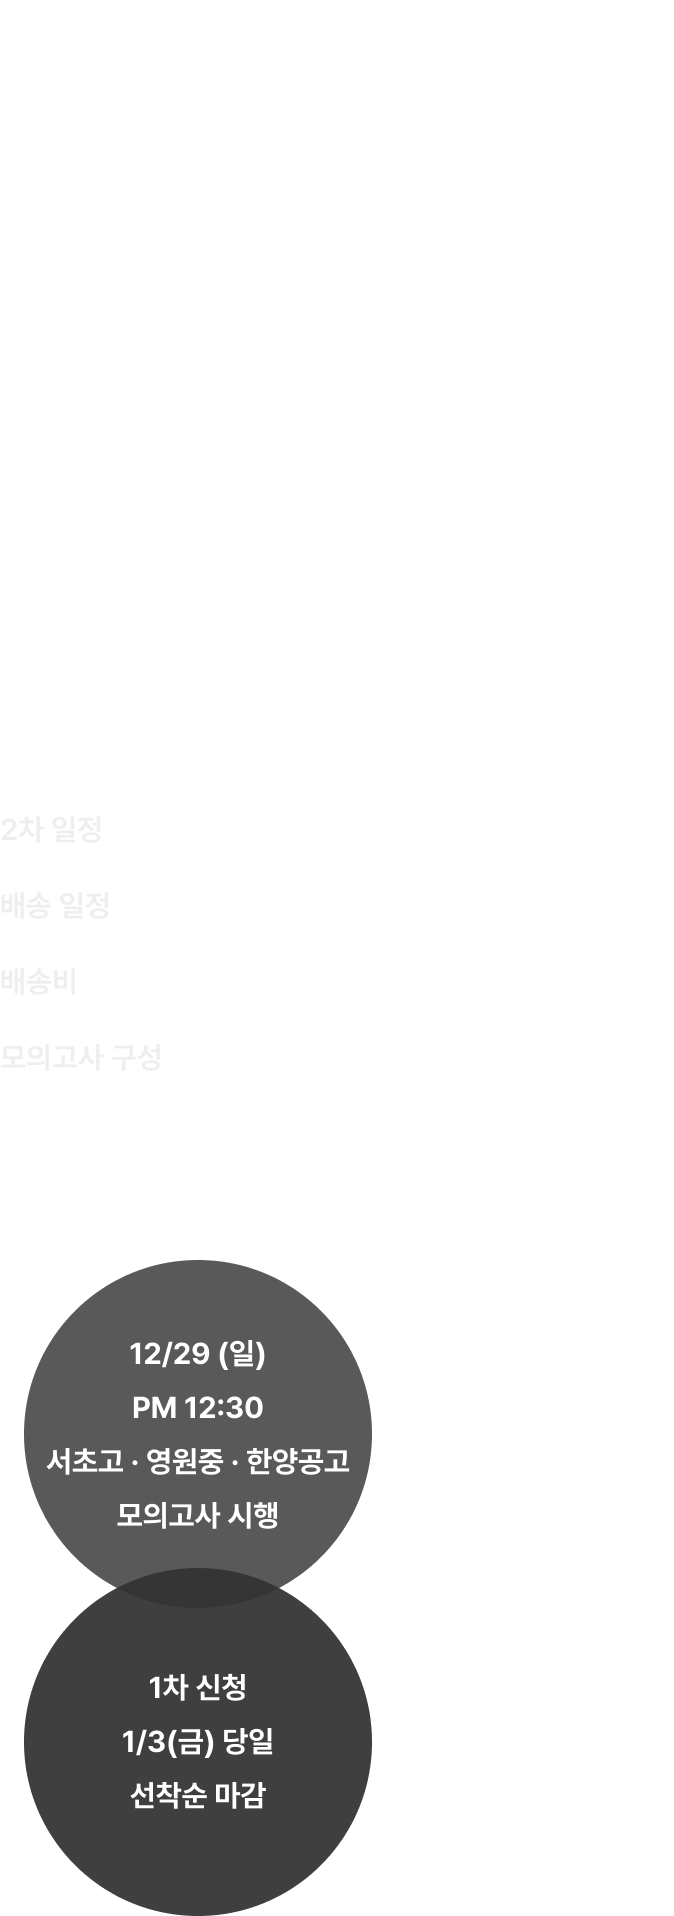 2차 일정
배송 일정
배송비
모의고사 구성
12/29 (일)
PM 12:30
서초고 · 영원중 · 한양공고
모의고사 시행
1차 신청
1/3(금) 당일
선착순 마감